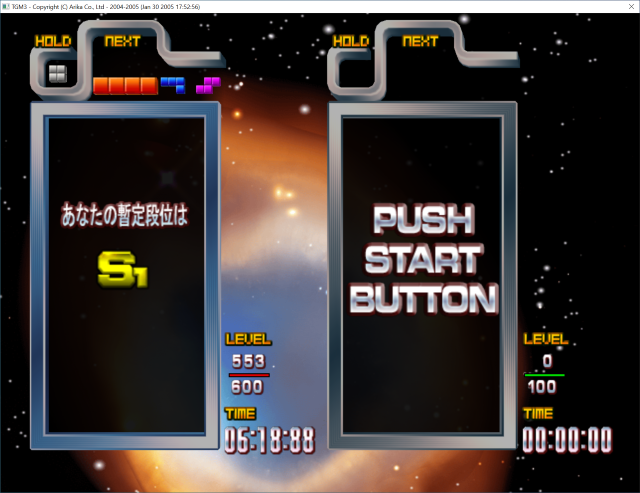 TGM3 - Copyright (C) Arika Co., Ltd - 2004-2005 (Jan 30 2005 17:52:56)
HOLD NEXT
あなたの暫定段位は
S1
LEVEL
553
600
TIME
06:18:88
HOLD NEXT
PUSH
START
BUTTON
LEVEL
0
100
TIME
00:00:00